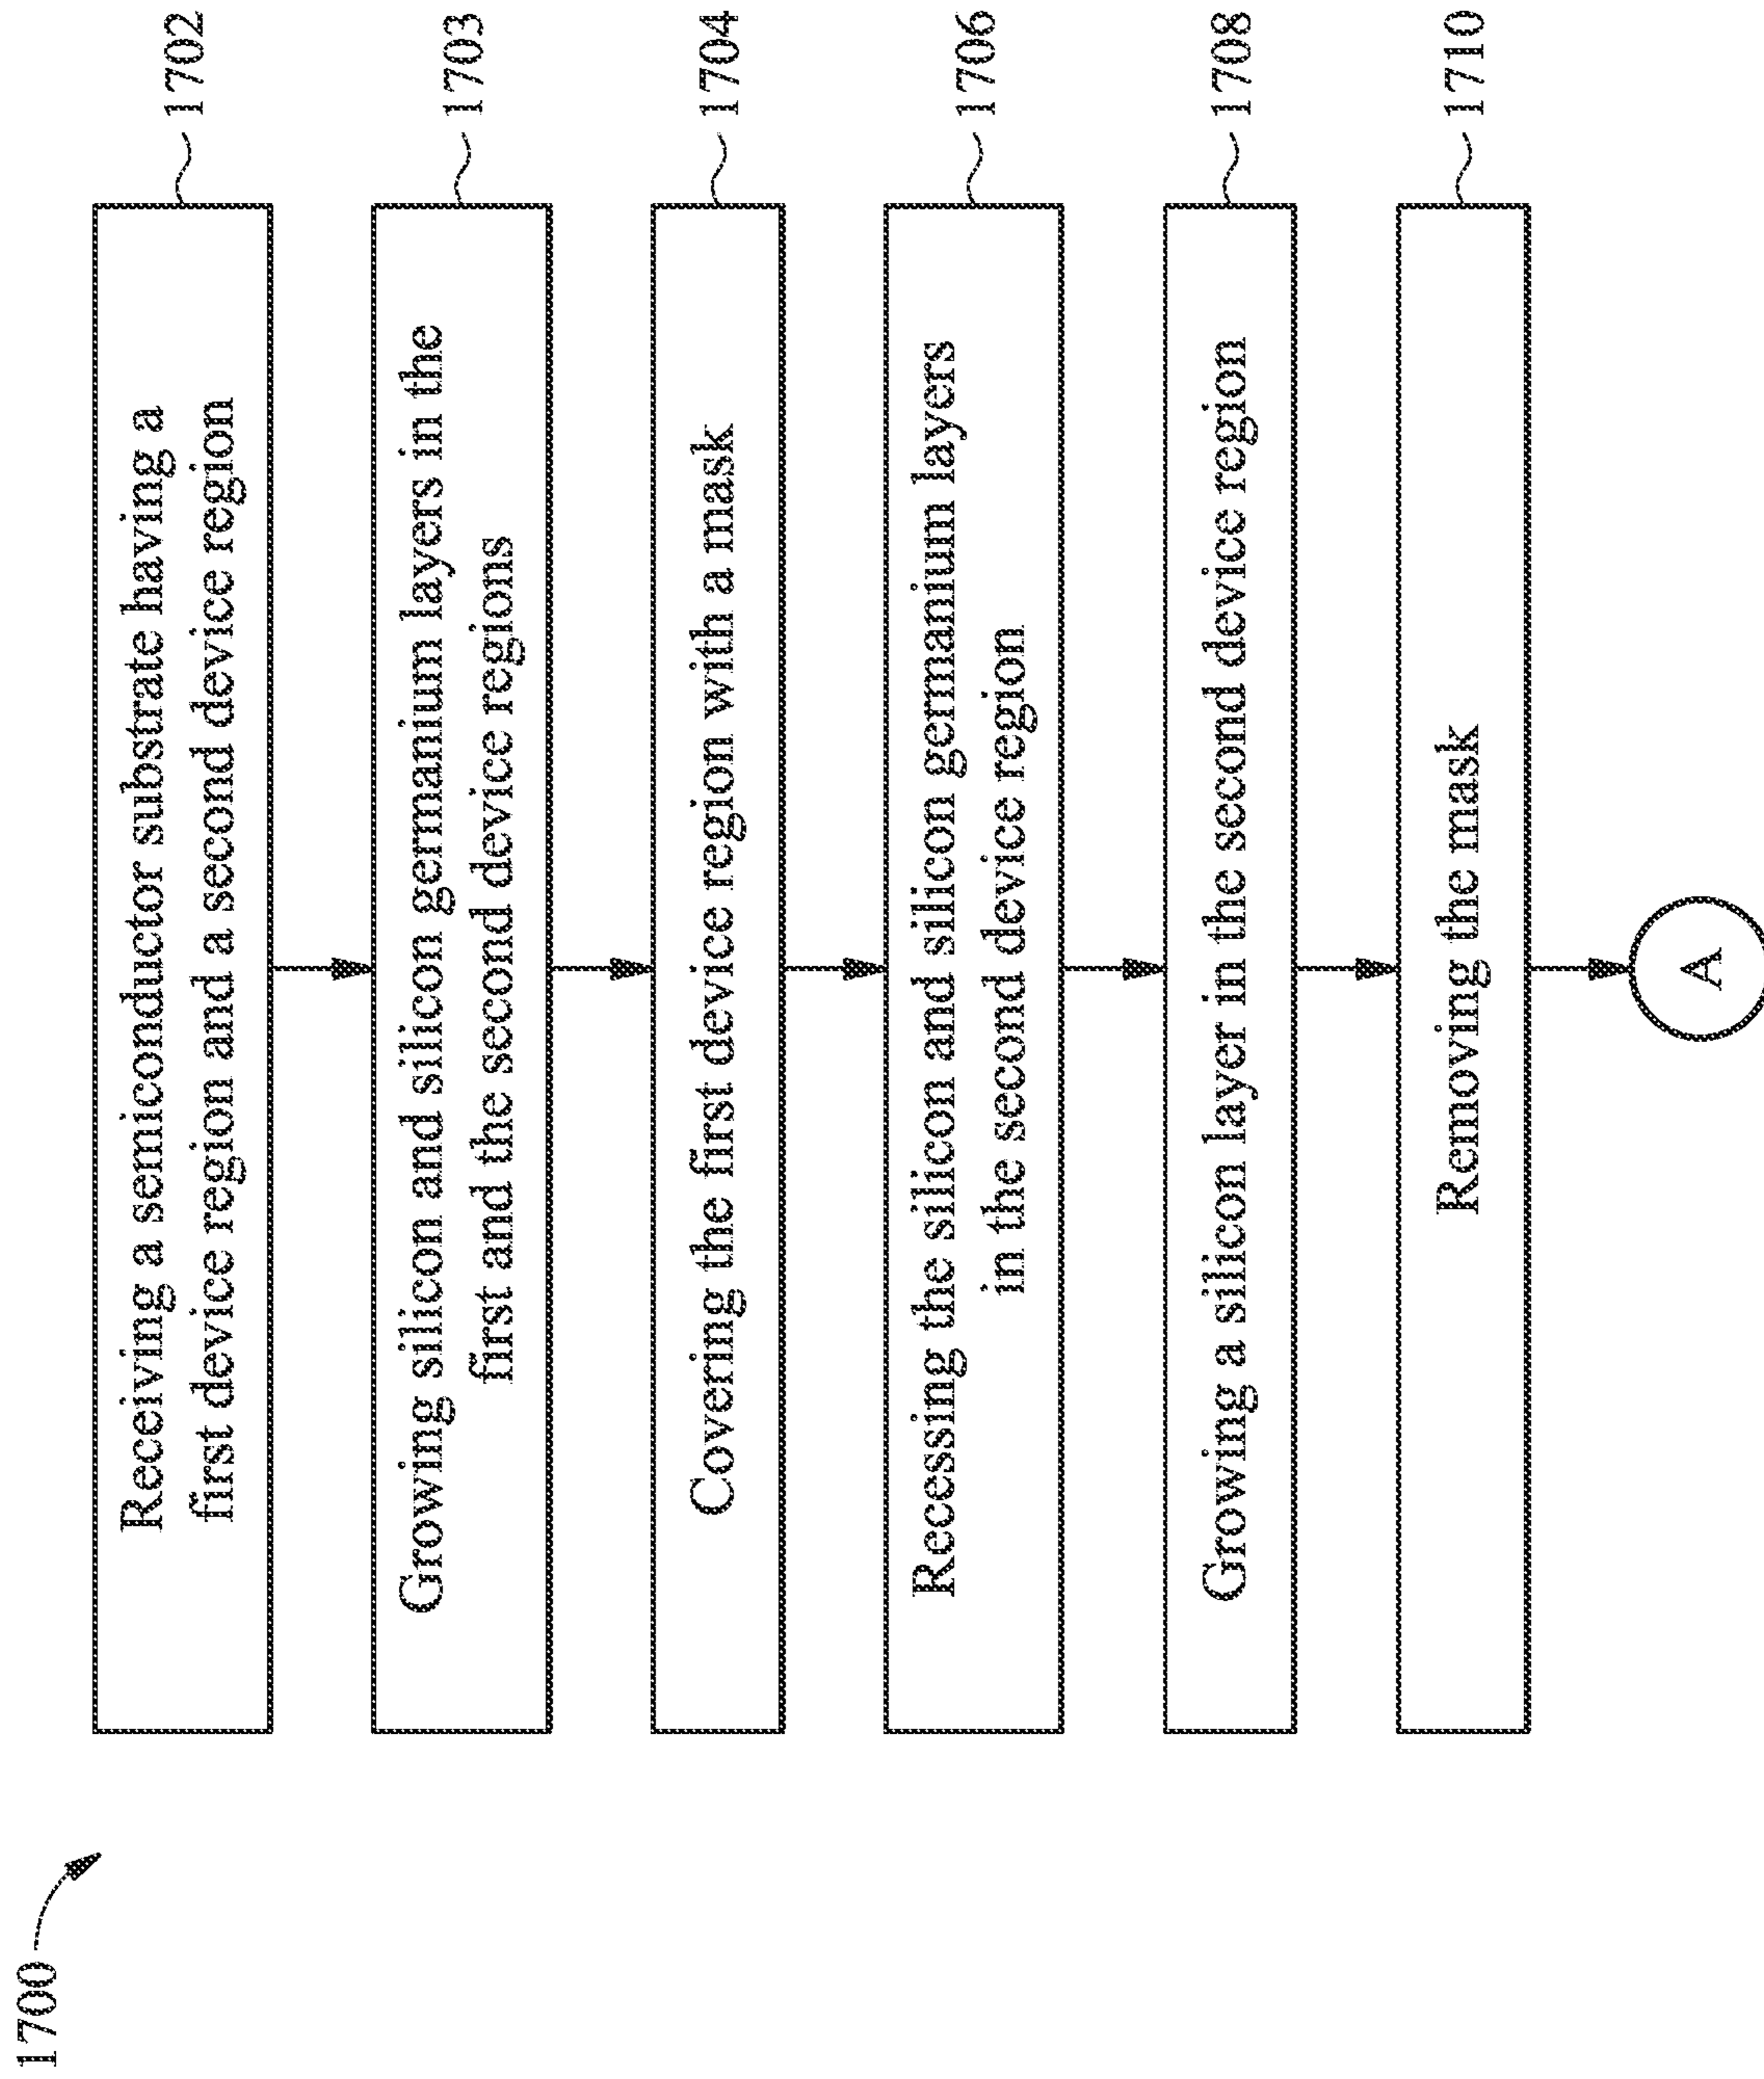 1700
Receiving a semiconductor substrate having a
first device region and a second device region
1702
Growing silicon and silicon germanium layers in the
first and the second device regions
1703
Covering the first device region with a mask
1704
Recessing the silicon and silicon germanium layers
in the second device region
1706
Growing a silicon layer in the second device region
1708
Removing the mask
1710
A